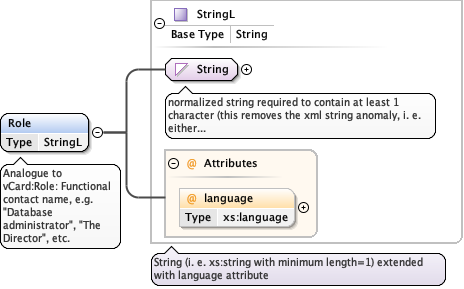 StringL
Base Type String
String
normalized string required to contain at least 1
character (this removes the xml string anomaly, i. e.
either...
Role
Type StringL
Analogue to
vCard:Role: Functional
contact name, e.g.
"Database
administrator", "The
Director", etc.
@ Attributes
@ language
Type xs:language
String (i. e. xs:string with minimum length=1) extended
with language attribute